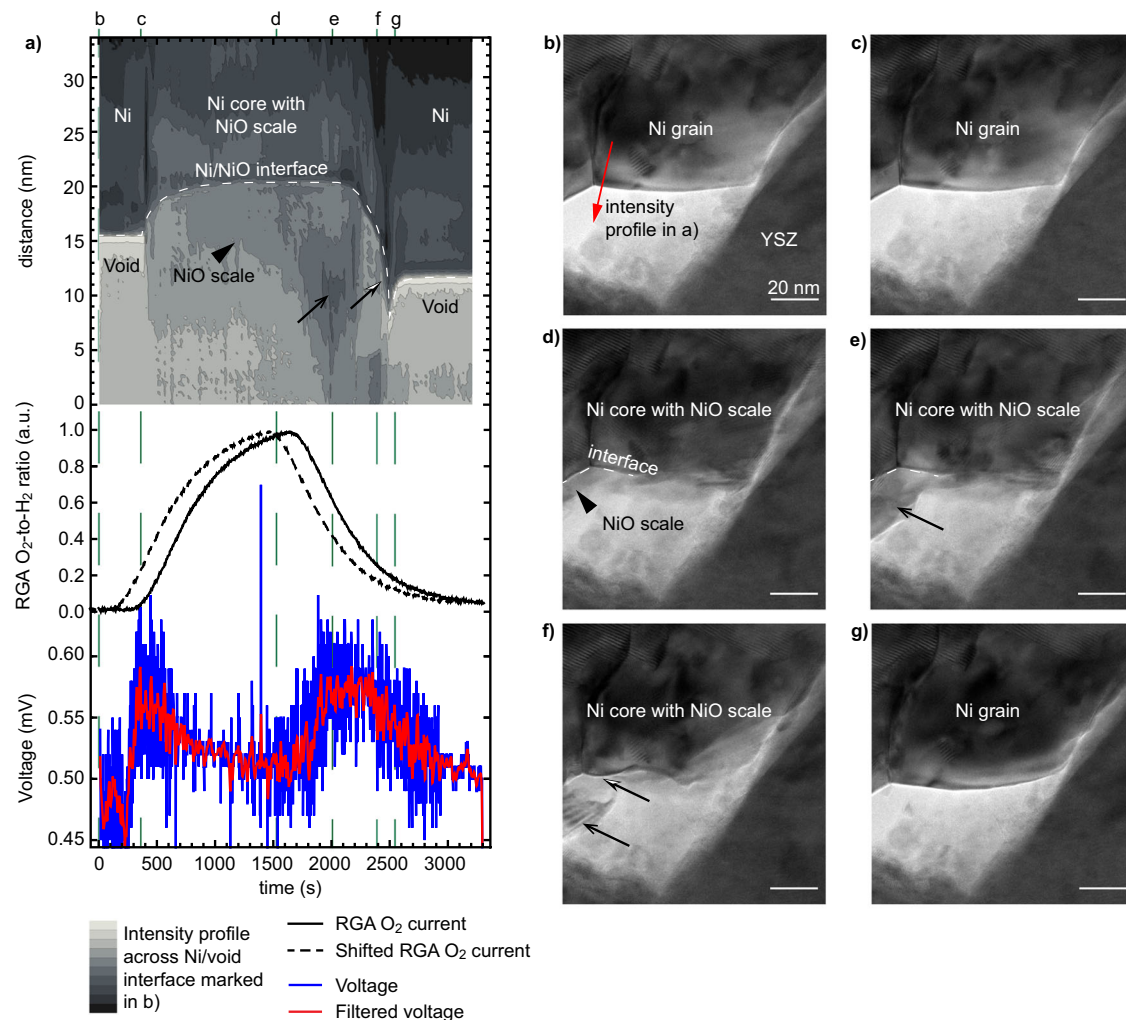 b c d e f g
a)
30
25
20
15
10
5
0
distance (nm)
Ni
Ni core with
NiO scale
Ni
Ni/NiO interface
Void
NiO scale
Void
1.0
0.8
0.6
0.4
0.2
0.0
RGA O₂-to-H₂ ratio (a.u.)
0.60
0.55
0.50
0.45
Voltage (mV)
0 500 1000 1500 2000 2500 3000
time (s)
Intensity profile
across Ni/void
interface marked
in b)
RGA O₂ current
Shifted RGA O₂ current
Voltage
Filtered voltage
b)
Ni grain
intensity
profile in a)
YSZ
20 nm
c)
Ni grain
d)
Ni core with NiO scale
interface
NiO scale
e)
Ni core with NiO scale
f)
Ni core with NiO scale
g)
Ni grain